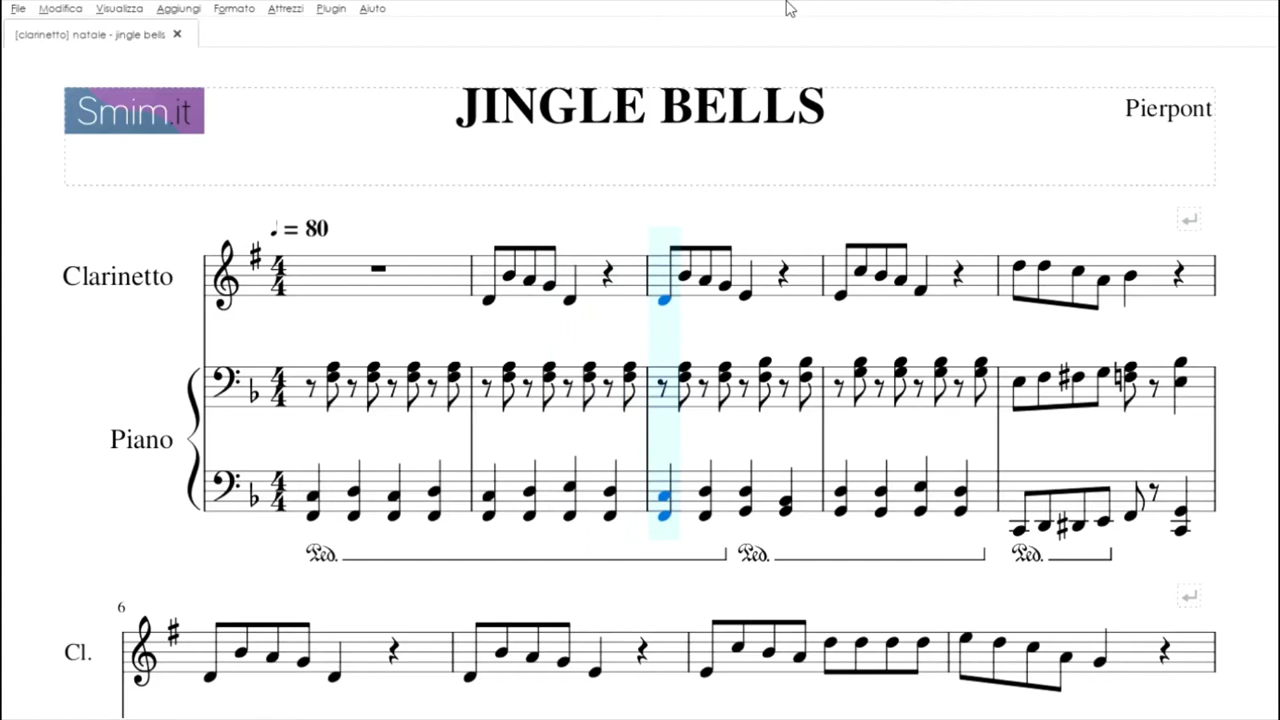 File Modifica Visualizza Aggiungi Formato Attrezzi Plugin Aiuto
[clarinetto] natale - jingle bells ×
Smim.it
JINGLE BELLS
Pierpont
♩ = 80
Clarinetto
Piano
6
Cl.